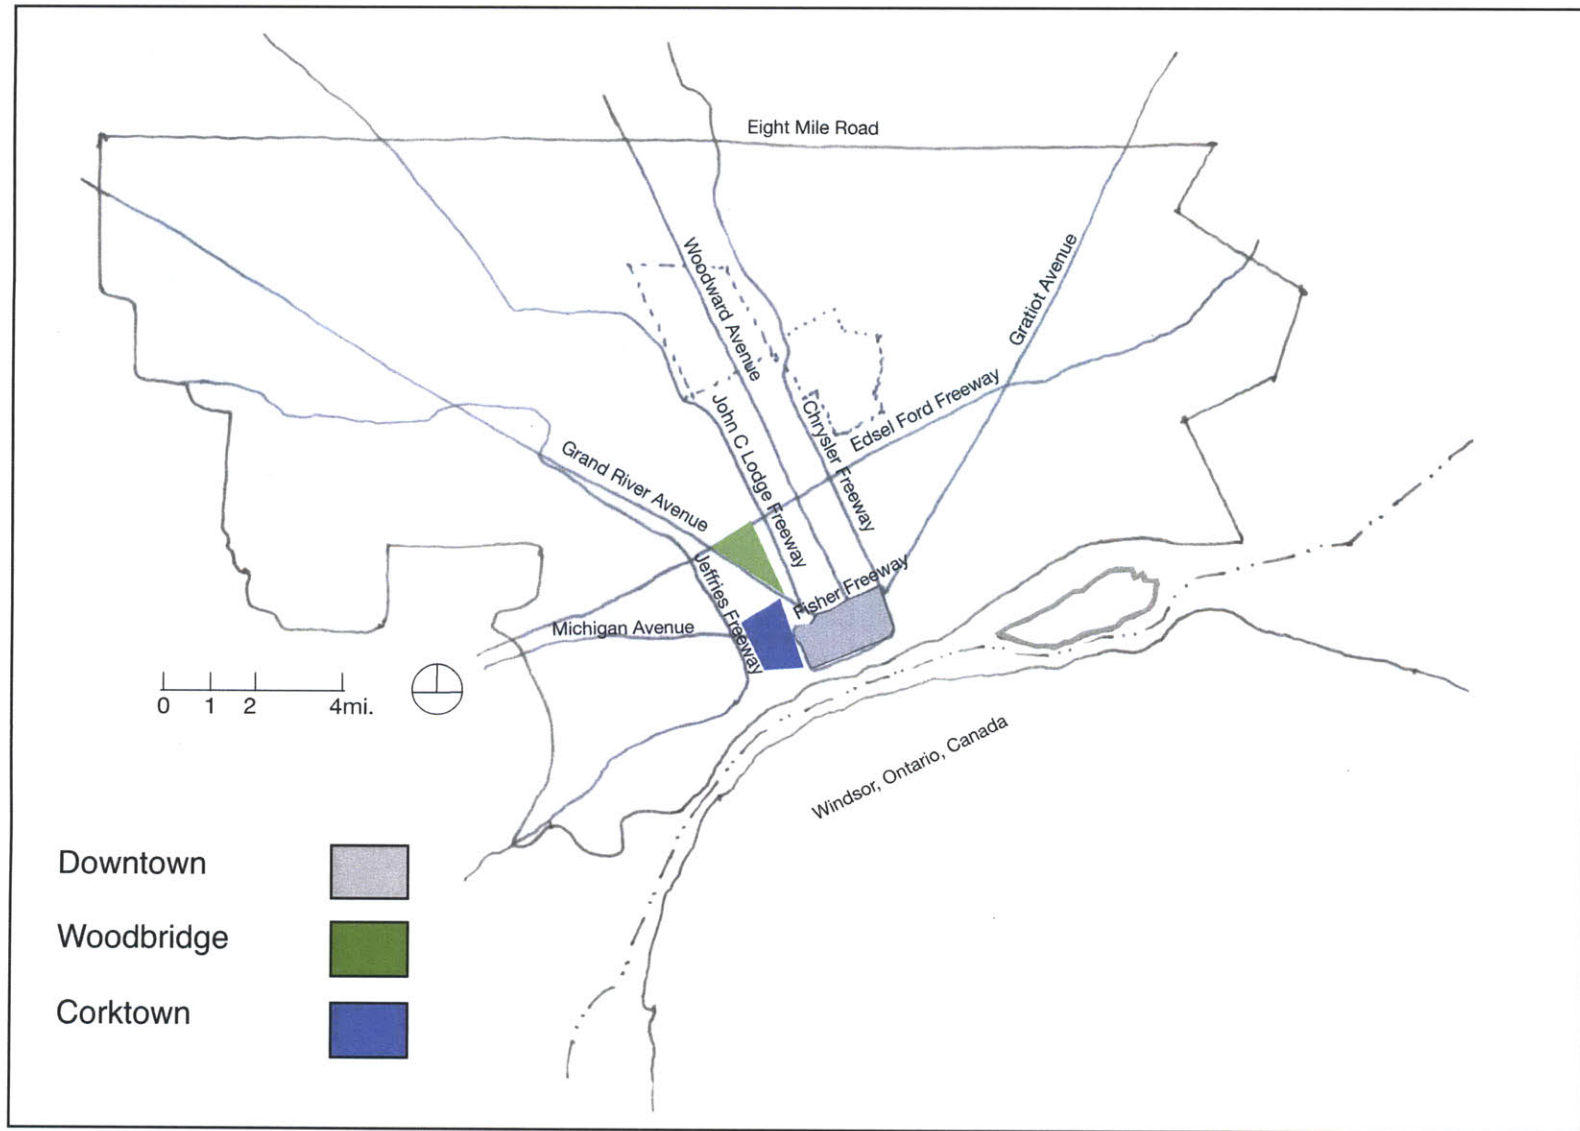 Eight Mile Road
Woodward Avenue
Gratiot Avenue
John C Lodge Freeway
Chrysler Freeway
Edsel Ford Freeway
Grand River Avenue
Jeffries Freeway
Fisher Freeway
Michigan Avenue
0 1 2 4mi.
Windsor, Ontario, Canada
Downtown
Woodbridge
Corktown